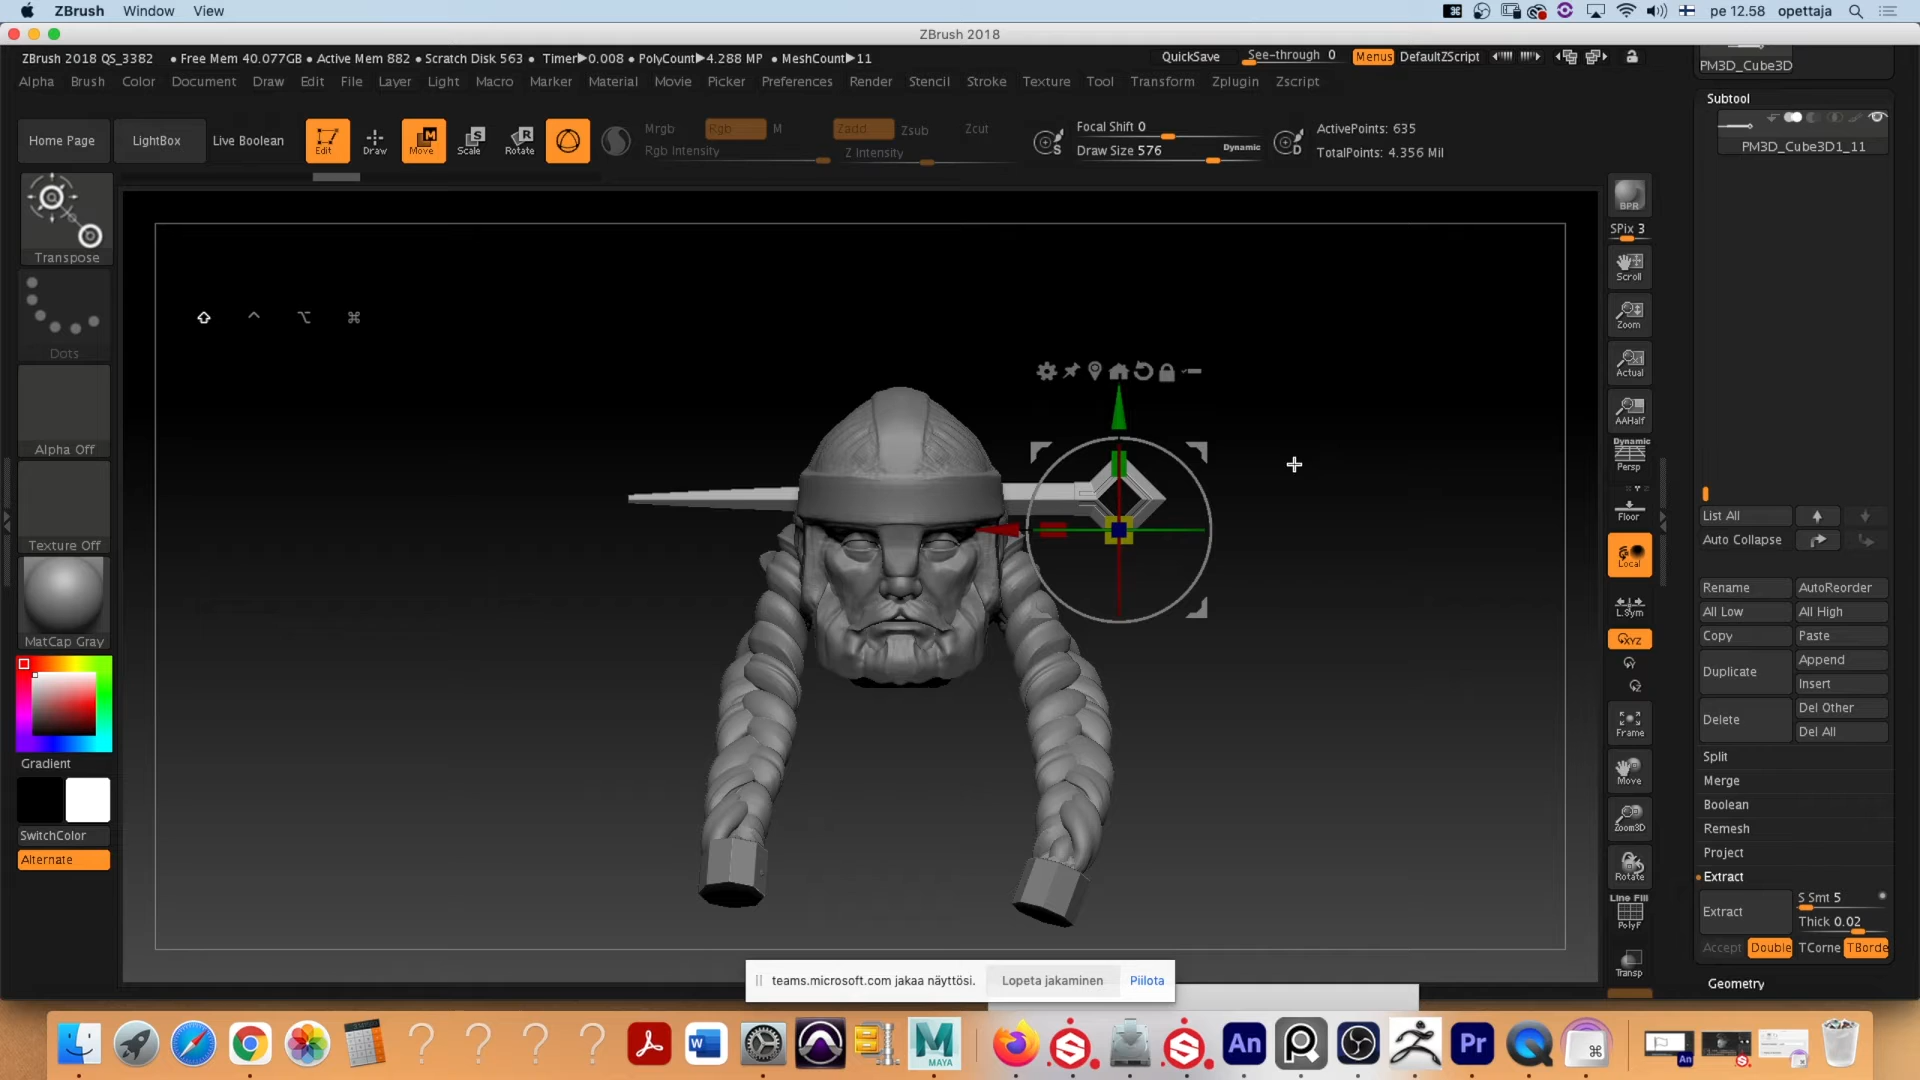 ZBrush Window View
pe 12.58 opettaja
ZBrush 2018
ZBrush 2018 QS_3382 • Free Mem 40.077GB • Active Mem 882 • Scratch Disk 563 • Timer▶0.008 • PolyCount▶4.288 MP • MeshCount▶11
QuickSave See-through 0 Menus DefaultZScript
Alpha Brush Color Document Draw Edit File Layer Light Macro Marker Material Movie Picker Preferences Render Stencil Stroke Texture Tool Transform Zplugin Zscript
Home Page LightBox Live Boolean Edit Draw Move Scale Rotate
Mrgb Rgb M Zadd Zsub Zcut
Rgb Intensity Z Intensity
Focal Shift 0
Draw Size 576 Dynamic
ActivePoints: 635
TotalPoints: 4.356 Mil
Transpose
Dots
Alpha Off
Texture Off
MatCap Gray
Gradient
SwitchColor
Alternate
BPR
SPix 3
Scroll
Zoom
Actual
AAHalf
Dynamic
Persp
Floor
Local
L.Sym
XYZ
Frame
Move
Zoom3D
Rotate
Line Fill
PolyF
Transp
PM3D_Cube3D
Subtool
PM3D_Cube3D1_11
List All
Auto Collapse
Rename AutoReorder
All Low All High
Copy Paste
Duplicate Append
Insert
Delete Del Other
Del All
Split
Merge
Boolean
Remesh
Project
Extract
Extract S Smt 5
Thick 0.02
Accept Double TCorne TBorde
Geometry
teams.microsoft.com jakaa näyttösi. Lopeta jakaminen Piilota
W
MAYA
An
Pr
An